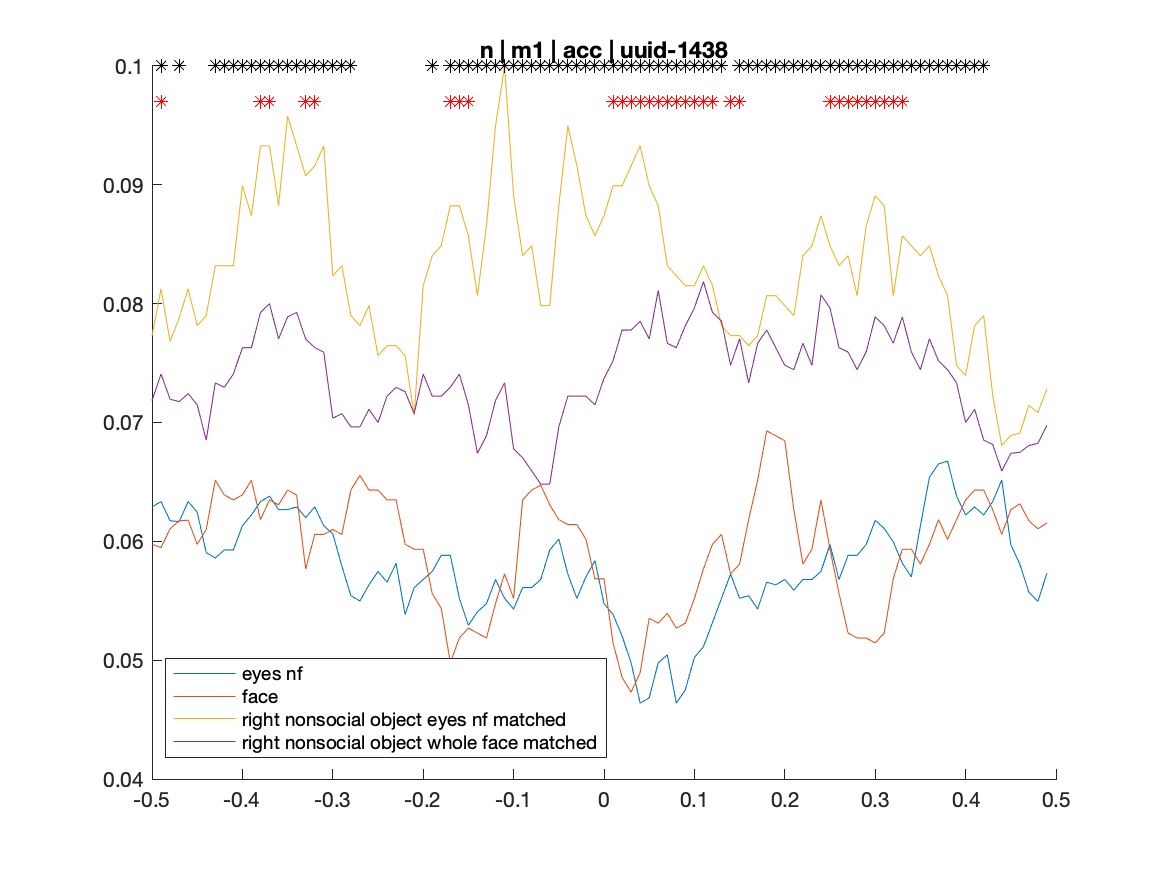 n | m1 | acc | uuid-1438
0.1
0.09
0.08
0.07
0.06
0.05
0.04
eyes nf
face
right nonsocial object eyes nf matched
right nonsocial object whole face matched
-0.5 -0.4 -0.3 -0.2 -0.1 0 0.1 0.2 0.3 0.4 0.5